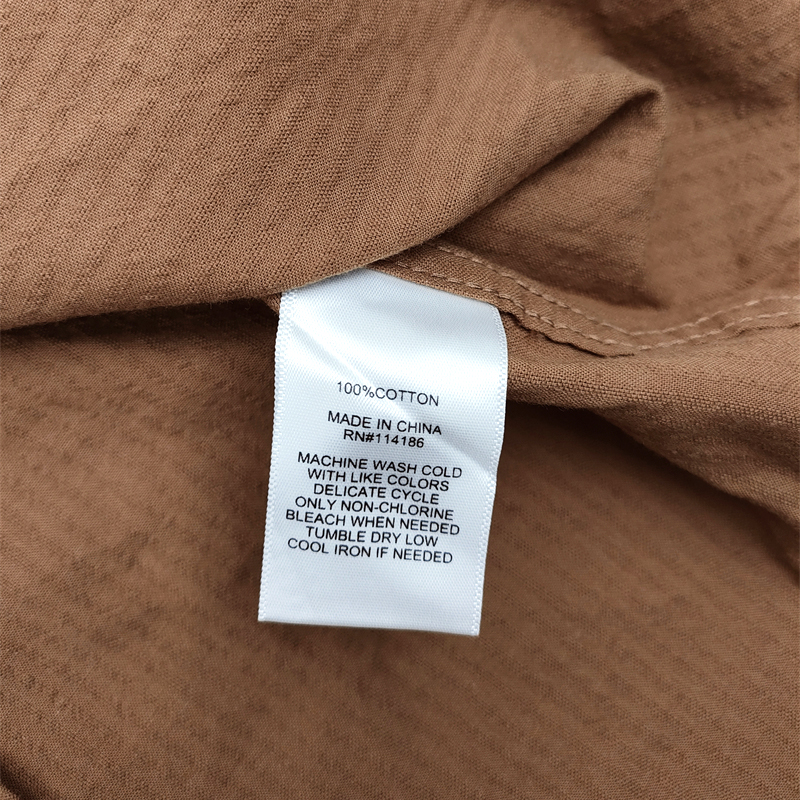 100%COTTON
MADE IN CHINA
RN#114186
MACHINE WASH COLD
WITH LIKE COLORS
DELICATE CYCLE
ONLY NON-CHLORINE
BLEACH WHEN NEEDED
TUMBLE DRY LOW
COOL IRON IF NEEDED